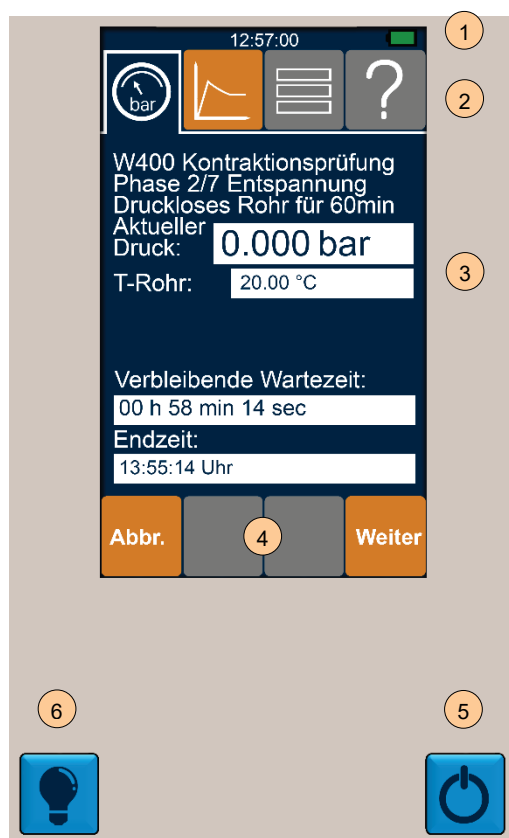 12:57:00
1
bar
?
2
W400 Kontraktionsprüfung
Phase 2/7 Entspannung
Druckloses Rohr für 60min
Aktueller
Druck: 0.000 bar
T-Rohr: 20.00 °C
3
Verbleibende Wartezeit:
00 h 58 min 14 sec
Endzeit:
13:55:14 Uhr
Abbr. 4 Weiter
6 5